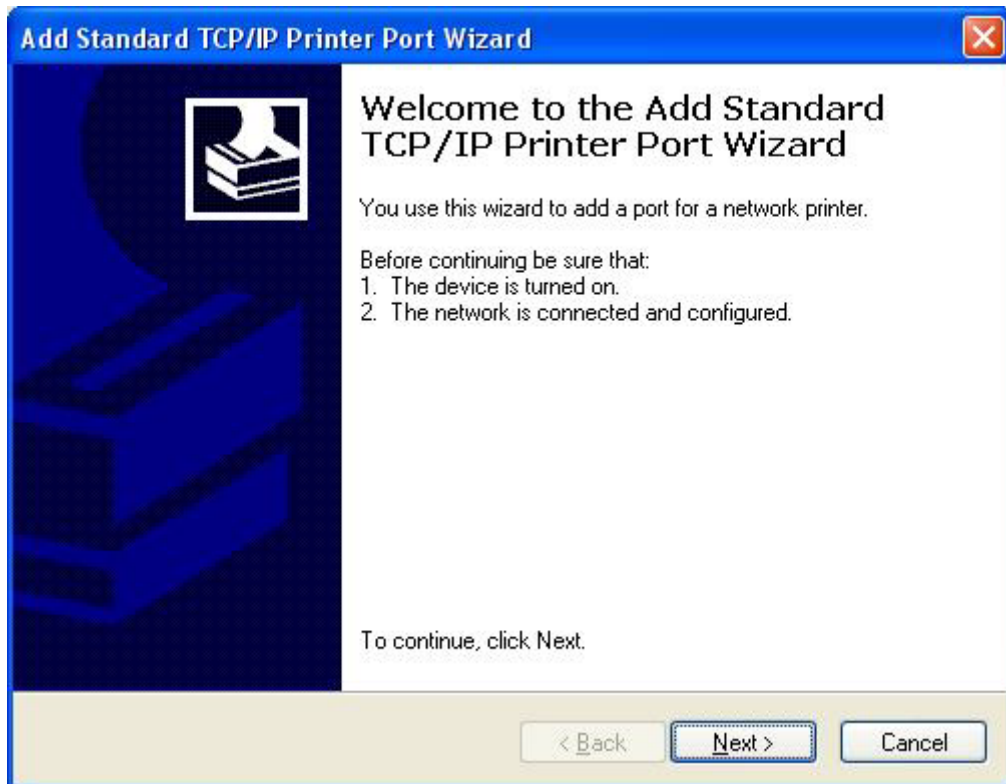 Add Standard TCP/IP Printer Port Wizard
Welcome to the Add Standard
TCP/IP Printer Port Wizard
You use this wizard to add a port for a network printer.
Before continuing be sure that:
1. The device is turned on.
2. The network is connected and configured.
To continue, click Next.
< Back
Next >
Cancel